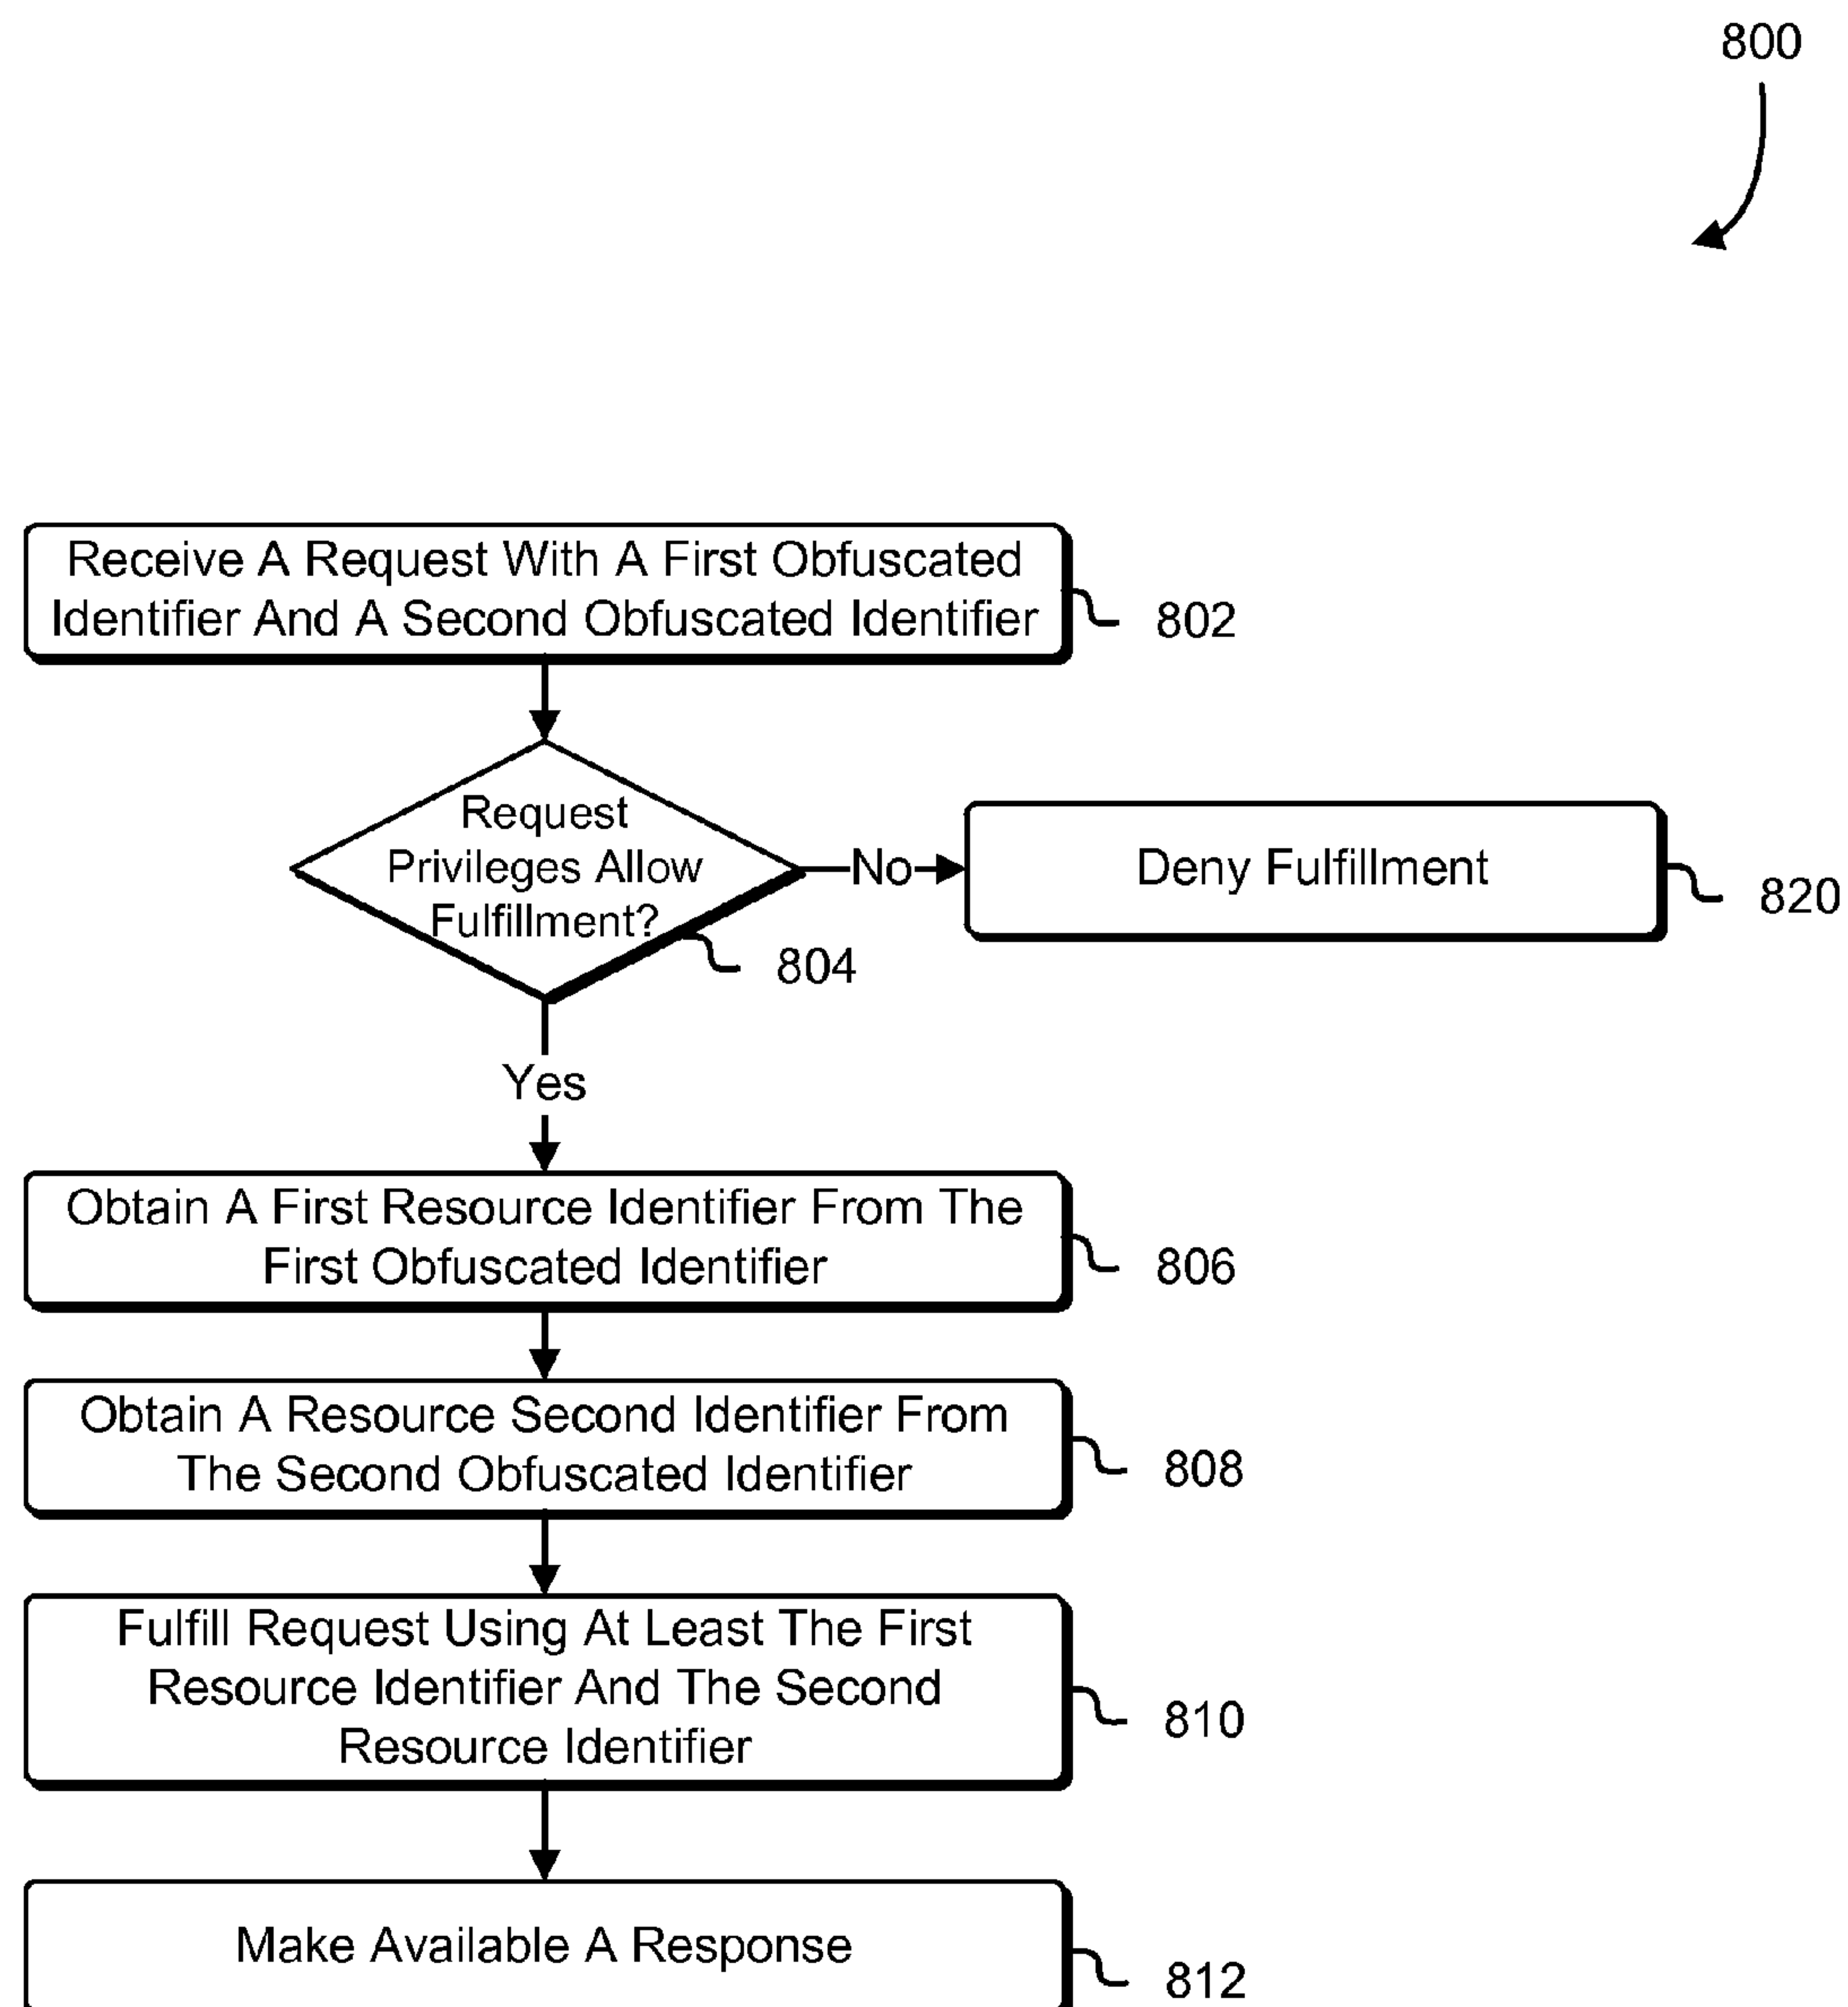 800
Receive A Request With A First Obfuscated
Identifier And A Second Obfuscated Identifier
802
Request
Privileges Allow
Fulfillment?
804
No
Deny Fulfillment
820
Yes
Obtain A First Resource Identifier From The
First Obfuscated Identifier
806
Obtain A Resource Second Identifier From
The Second Obfuscated Identifier
808
Fulfill Request Using At Least The First
Resource Identifier And The Second
Resource Identifier
810
Make Available A Response
812